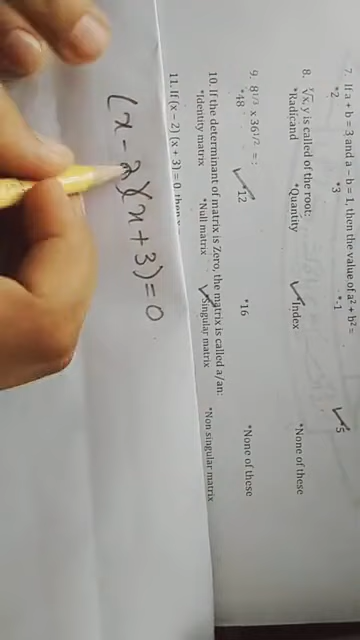 7. If a + b = 3 and a - b - 1, then the value of a² + b² =
*2 *3 *-1 *5
8. ʸ√x, y is called of the root:
*Radicand *Quantity *Index *None of these
9. 8^1/3 x 36^1/2 = :
*48 *12 *16 *None of these
10. If the determinant of matrix is Zero, the matrix is called a/an:
*Identity matrix *Null matrix *Singular matrix *Non singular matrix
11. If (x - 2) (x + 3) = 0 then
(x - 2)(x + 3) = 0